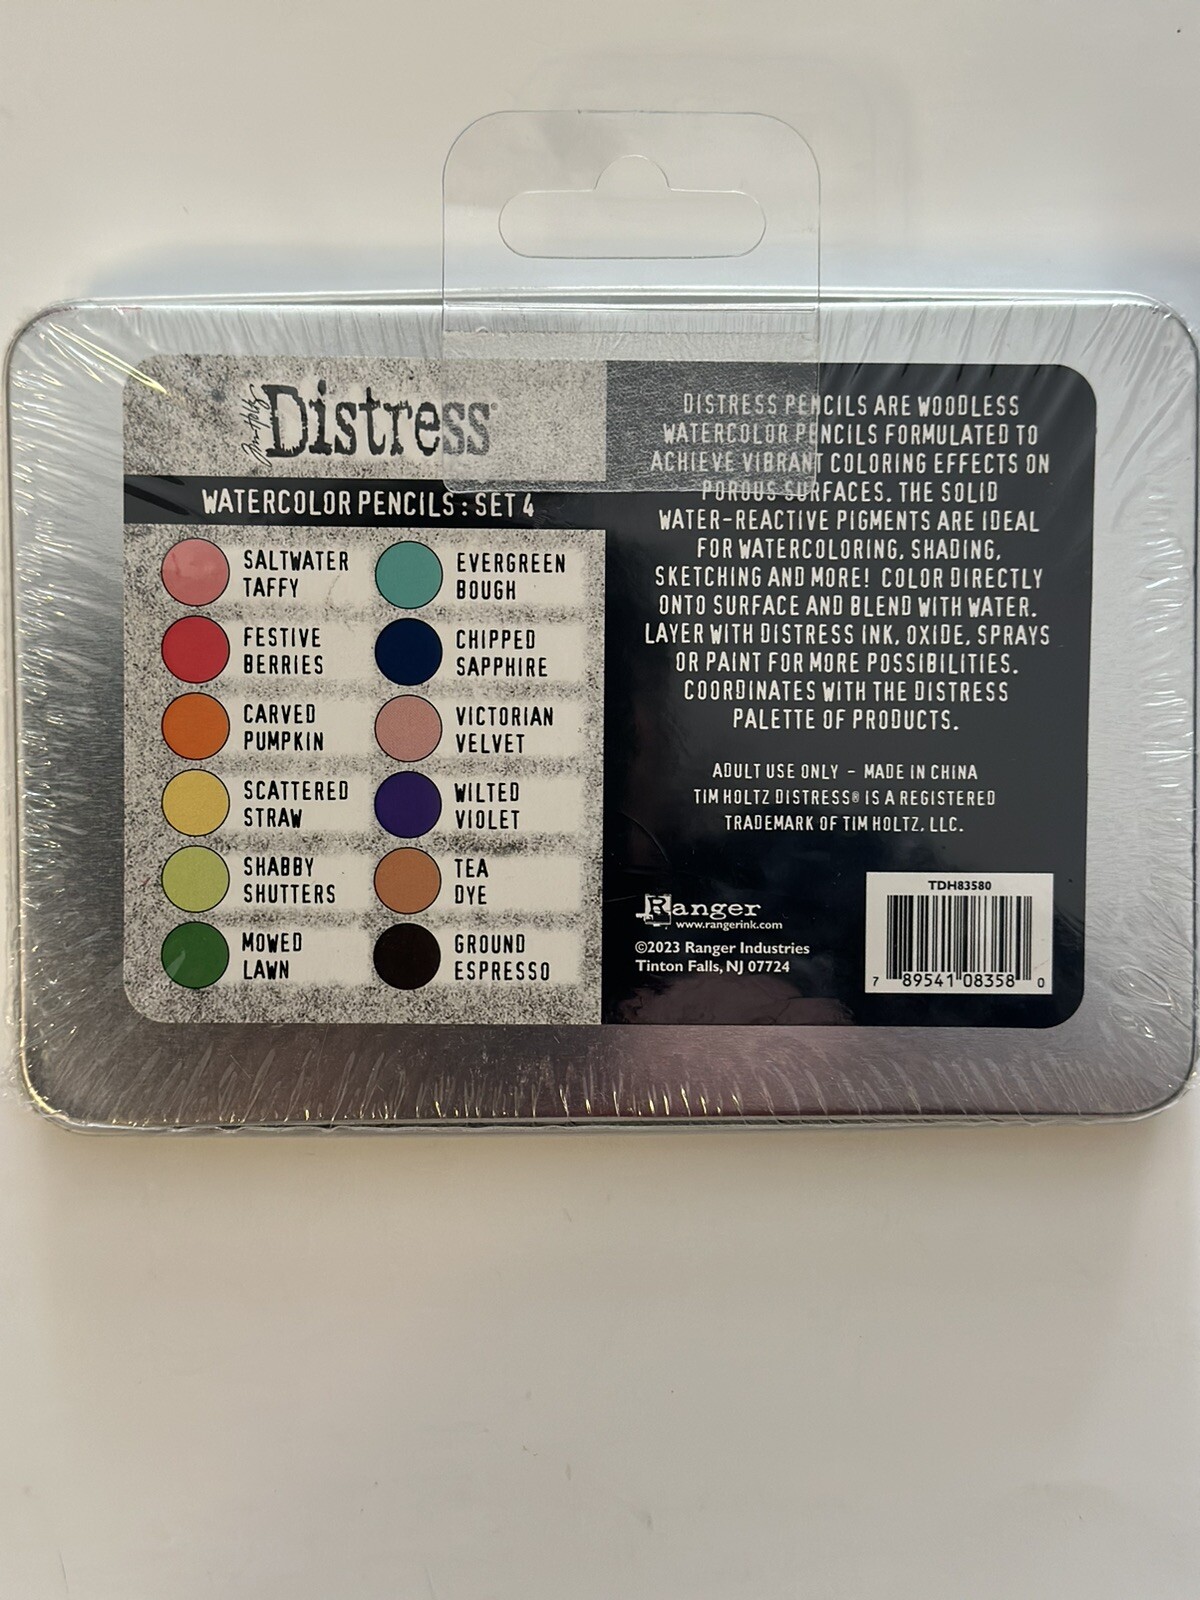 Tim Holtz
Distress®
WATERCOLOR PENCILS : SET 4
SALTWATER
TAFFY
FESTIVE
BERRIES
CARVED
PUMPKIN
SCATTERED
STRAW
SHABBY
SHUTTERS
MOWED
LAWN
EVERGREEN
BOUGH
CHIPPED
SAPPHIRE
VICTORIAN
VELVET
WILTED
VIOLET
TEA
DYE
GROUND
ESPRESSO
DISTRESS PENCILS ARE WOODLESS
WATERCOLOR PENCILS FORMULATED TO
ACHIEVE VIBRANT COLORING EFFECTS ON
POROUS SURFACES. THE SOLID
WATER-REACTIVE PIGMENTS ARE IDEAL
FOR WATERCOLORING, SHADING,
SKETCHING AND MORE! COLOR DIRECTLY
ONTO SURFACE AND BLEND WITH WATER.
LAYER WITH DISTRESS INK, OXIDE, SPRAYS
OR PAINT FOR MORE POSSIBILITIES.
COORDINATES WITH THE DISTRESS
PALETTE OF PRODUCTS.
ADULT USE ONLY - MADE IN CHINA
TIM HOLTZ DISTRESS® IS A REGISTERED
TRADEMARK OF TIM HOLTZ, LLC.
Ranger
www.rangerink.com
©2023 Ranger Industries
Tinton Falls, NJ 07724
TDH83580
7 89541 08358 0